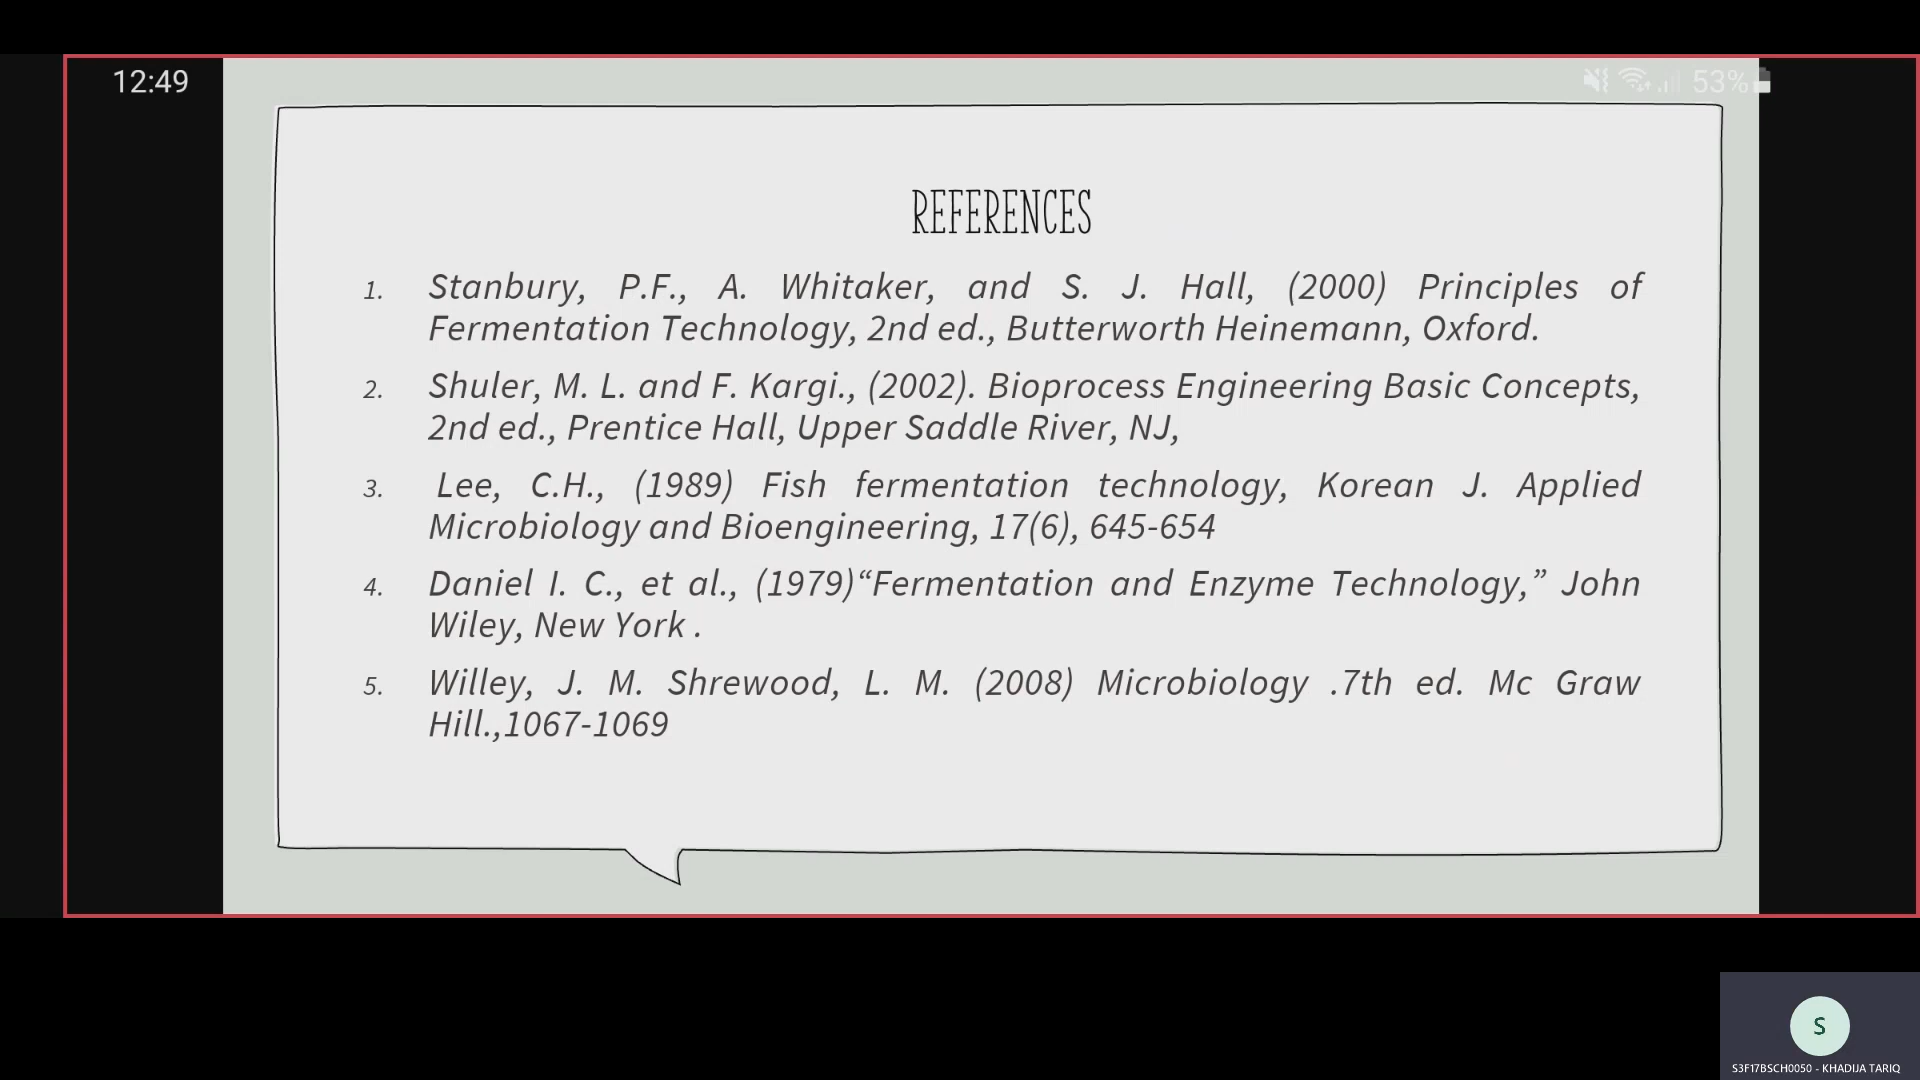 12:49
53%
REFERENCES
1. Stanbury, P.F., A. Whitaker, and S. J. Hall, (2000) Principles of
Fermentation Technology, 2nd ed., Butterworth Heinemann, Oxford.
2. Shuler, M. L. and F. Kargi., (2002). Bioprocess Engineering Basic Concepts,
2nd ed., Prentice Hall, Upper Saddle River, NJ,
3. Lee, C.H., (1989) Fish fermentation technology, Korean J. Applied
Microbiology and Bioengineering, 17(6), 645-654
4. Daniel I. C., et al., (1979)“Fermentation and Enzyme Technology,” John
Wiley, New York .
5. Willey, J. M. Shrewood, L. M. (2008) Microbiology .7th ed. Mc Graw
Hill.,1067-1069
S
S3F17BSCH0050 - KHADIJA TARIQ